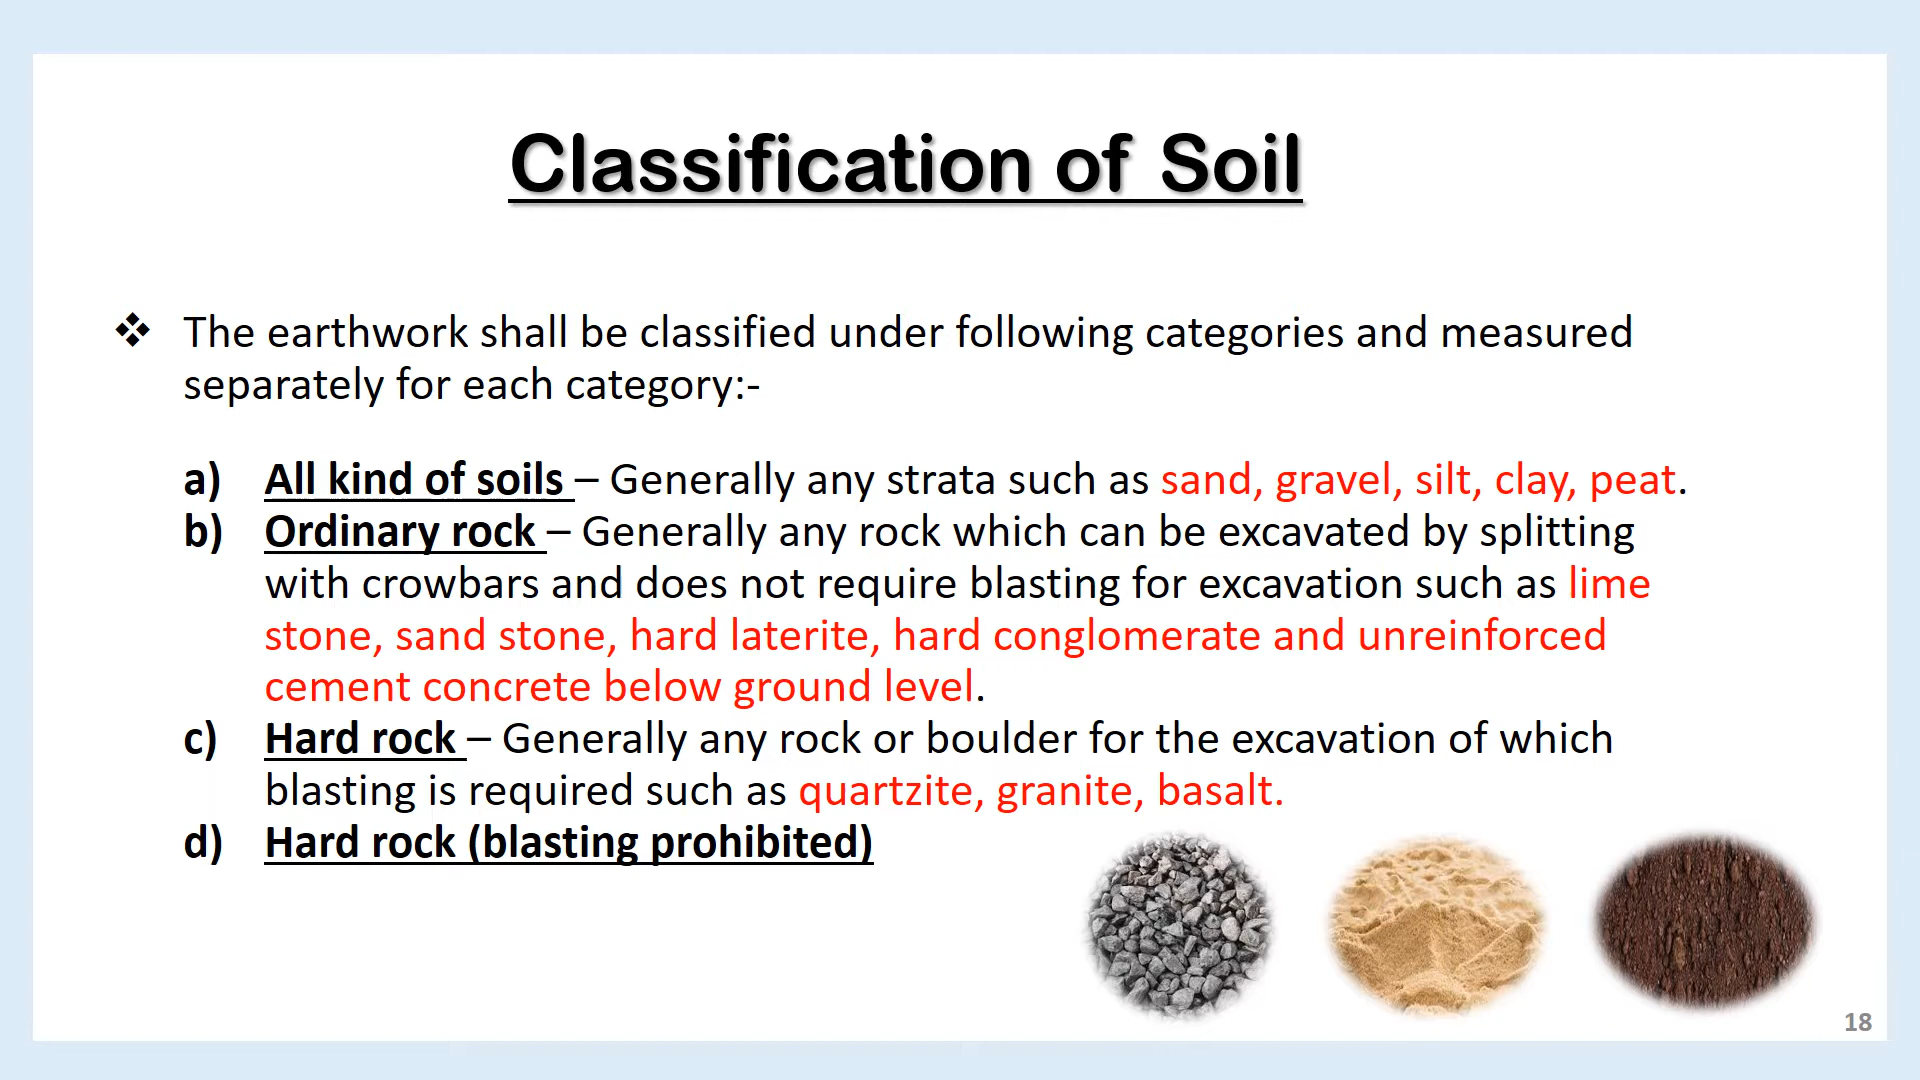 Classification of Soil
❖ The earthwork shall be classified under following categories and measured
separately for each category:-
a) All kind of soils – Generally any strata such as sand, gravel, silt, clay, peat.
b) Ordinary rock – Generally any rock which can be excavated by splitting
with crowbars and does not require blasting for excavation such as lime
stone, sand stone, hard laterite, hard conglomerate and unreinforced
cement concrete below ground level.
c) Hard rock – Generally any rock or boulder for the excavation of which
blasting is required such as quartzite, granite, basalt.
d) Hard rock (blasting prohibited)
18